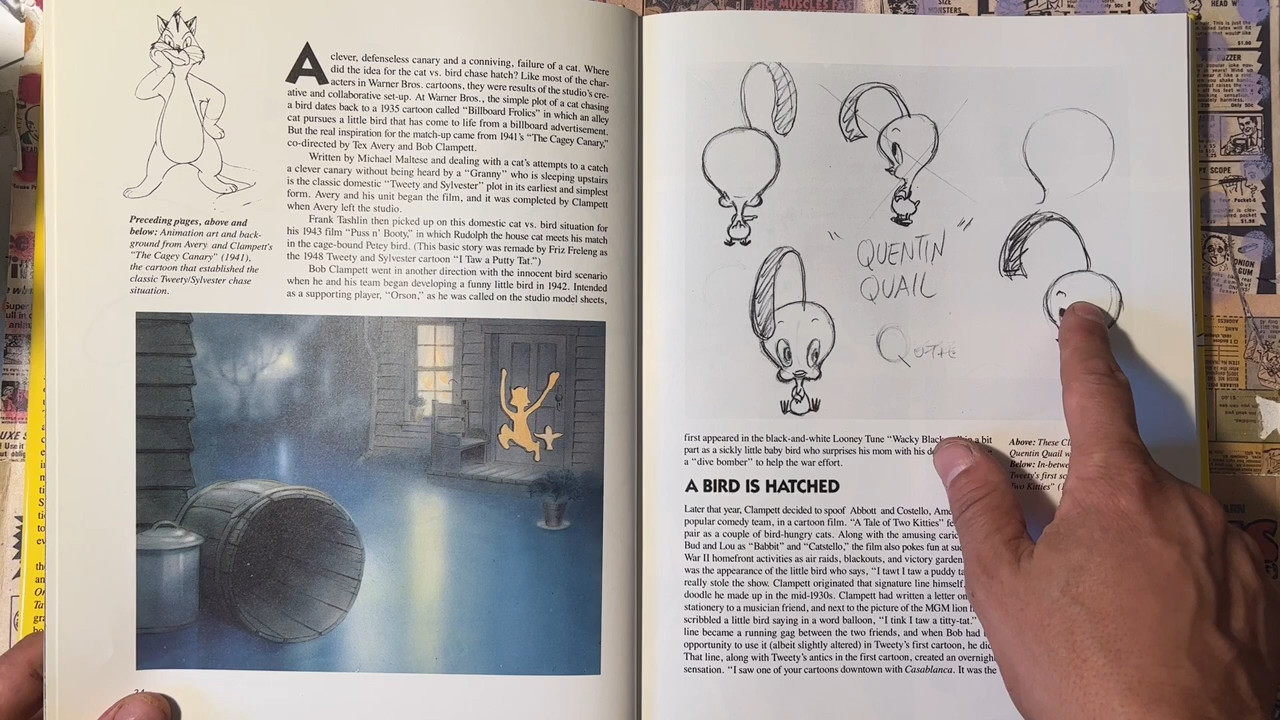 A clever, defenseless canary and a conniving, failure of a cat. Where
did the idea for the cat vs. bird chase hatch? Like most of the char-
acters in Warner Bros. cartoons, they were results of the studio's cre-
ative and collaborative set-up. At Warner Bros., the simple plot of a cat chasing
a bird dates back to a 1935 cartoon called "Billboard Frolics" in which an alley
cat pursues a little bird that has come to life from a billboard advertisement.
But the real inspiration for the match-up came from 1941's "The Cagey Canary,"
co-directed by Tex Avery and Bob Clampett.
Written by Michael Maltese and dealing with a cat's attempts to catch
a clever canary without being heard by a "Granny" who is sleeping upstairs
is the classic domestic "Tweety and Sylvester" plot in its earliest and simplest
form. Avery and his unit began the film, and it was completed by Clampett
when Avery left the studio.
Frank Tashlin then picked up on this domestic cat vs. bird situation for
his 1943 film "Puss n' Booty," in which Rudolph the house cat meets his match
in the cage-bound Petey bird. (This basic story was remade by Friz Freleng as
the 1948 Tweety and Sylvester cartoon "I Taw a Putty Tat.")
Bob Clampett went in another direction with the innocent bird scenario
when he and his team began developing a funny little bird in 1942. Intended
as a supporting player, "Orson," as he was called on the studio model sheets,
Preceding pages, above and
below: Animation art and back-
ground from Avery and Clampett's
"The Cagey Canary" (1941),
the cartoon that established the
classic Tweety/Sylvester chase
situation.
"QUENTIN"
QUAIL
first appeared in the black-and-white Looney Tune "Wacky in a bit
part as a sickly little baby bird who surprises his mom with his
a "dive bomber" to help the war effort.
A BIRD IS HATCHED
Later that year, Clampett decided to spoof Abbott and Costello,
popular comedy team, in a cartoon film. "A Tale of Two Kitties"
pair as a couple of bird-hungry cats. Along with the amusing
Bud and Lou as "Babbit" and "Catstello," the film also pokes fun at
War II homefront activities as air raids, blackouts, and victory
was the appearance of the little bird who says, "I tawt I taw a puddy
really stole the show. Clampett originated that signature line himself,
doodle he made up in the mid-1930s. Clampett had written a letter on
stationery to a musician friend, and next to the picture of the MGM lion
scribbled a little bird saying in a word balloon, "I tink I taw a titty-tat."
line became a running gag between the two friends, and when Bob had
opportunity to use it (albeit slightly altered) in Tweety's first cartoon, he
That line, along with Tweety's antics in the first cartoon, created an
sensation. "I saw one of your cartoons downtown with Casablanca. It was the
Above: These
Quentin Quail
Below:
Tweety's first
Two Kitties"
BIG MUSCLES FAST